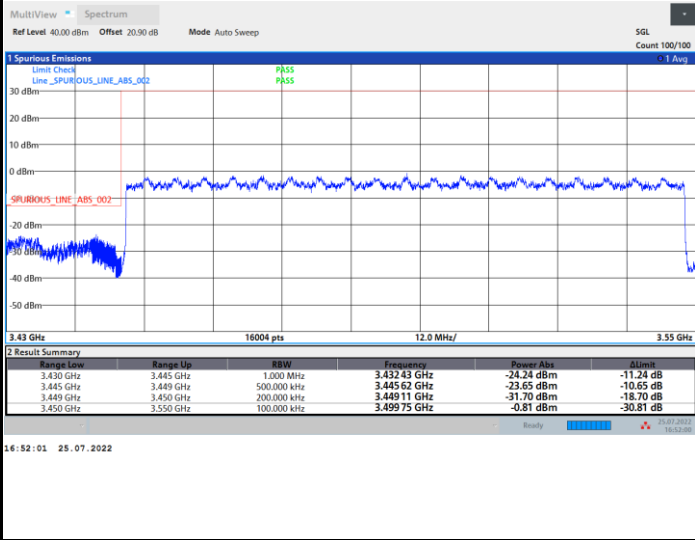 MultiView Spectrum
Ref Level 40.00 dBm Offset 20.90 dB Mode Auto Sweep SGL
Count 100/100
1 Spurious Emissions 1 Avg
Limit Check PASS
Line _SPURIOUS_LINE_ABS_002 PASS
30 dBm
20 dBm
10 dBm
0 dBm
_SPURIOUS_LINE_ABS_002
-20 dBm
-30 dBm
-40 dBm
-50 dBm
3.43 GHz 16004 pts 12.0 MHz/ 3.55 GHz
2 Result Summary
Range Low Range Up RBW Frequency Power Abs ΔLimit
3.430 GHz 3.445 GHz 1.000 MHz 3.432 43 GHz -24.24 dBm -11.24 dB
3.445 GHz 3.449 GHz 500.000 kHz 3.445 62 GHz -23.65 dBm -10.65 dB
3.449 GHz 3.450 GHz 200.000 kHz 3.449 11 GHz -31.70 dBm -18.70 dB
3.450 GHz 3.550 GHz 100.000 kHz 3.499 75 GHz -0.81 dBm -30.81 dB
Ready 25.07.2022
16:52:00
16:52:01 25.07.2022